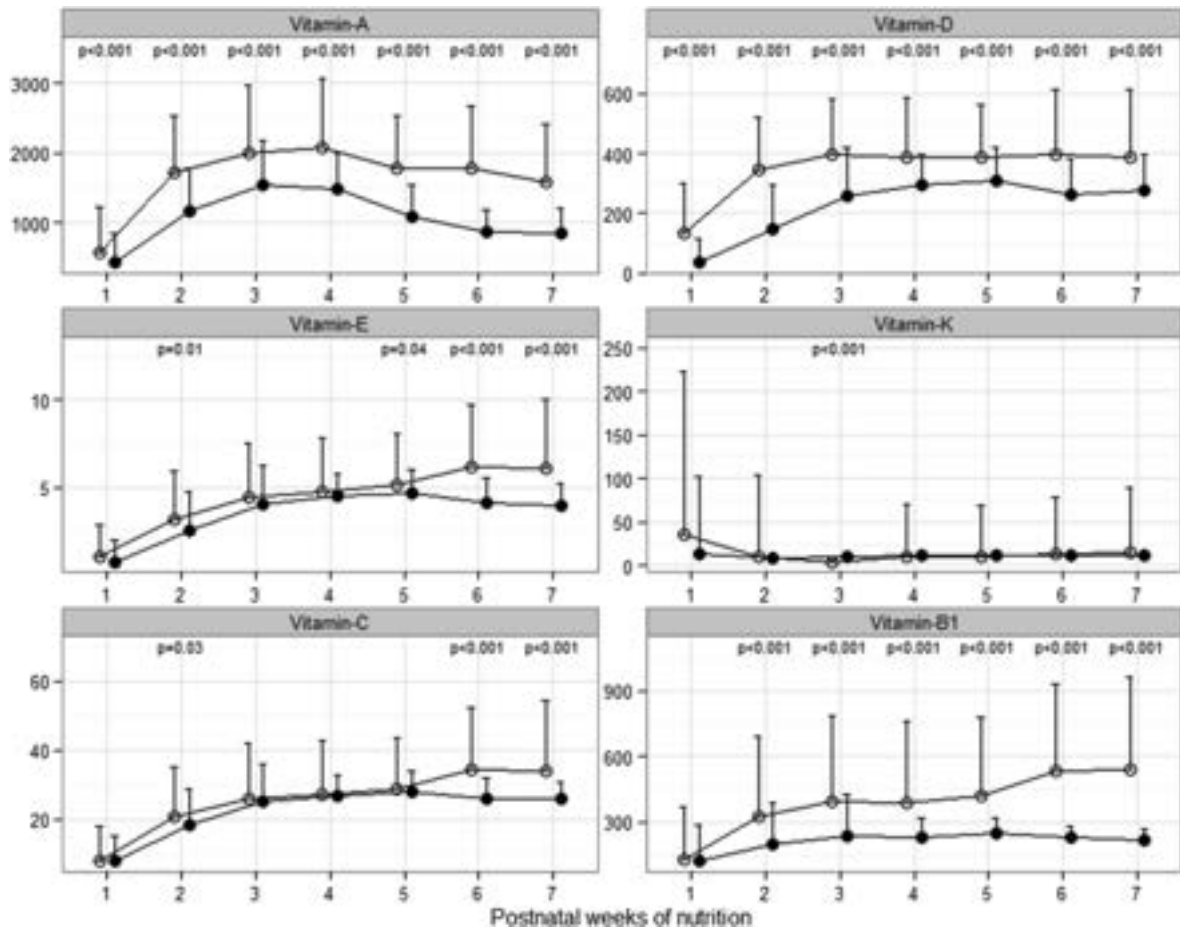 Vitamin-A
p<0.001 p<0.001 p<0.001 p<0.001 p<0.001 p<0.001 p<0.001
3000
2000
1000
1 2 3 4 5 6 7
Vitamin-D
p<0.001 p<0.001 p<0.001 p<0.001 p<0.001 p<0.001 p<0.001
600
400
200
0
1 2 3 4 5 6 7
Vitamin-E
p=0.01 p=0.04 p<0.001 p<0.001
10
5
1 2 3 4 5 6 7
Vitamin-K
p<0.001
250
200
150
100
50
0
1 2 3 4 5 6 7
Vitamin-C
p=0.03 p<0.001 p<0.001
60
40
20
1 2 3 4 5 6 7
Vitamin-B1
p<0.001 p<0.001 p<0.001 p<0.001 p<0.001 p<0.001
900
600
300
1 2 3 4 5 6 7
Postnatal weeks of nutrition